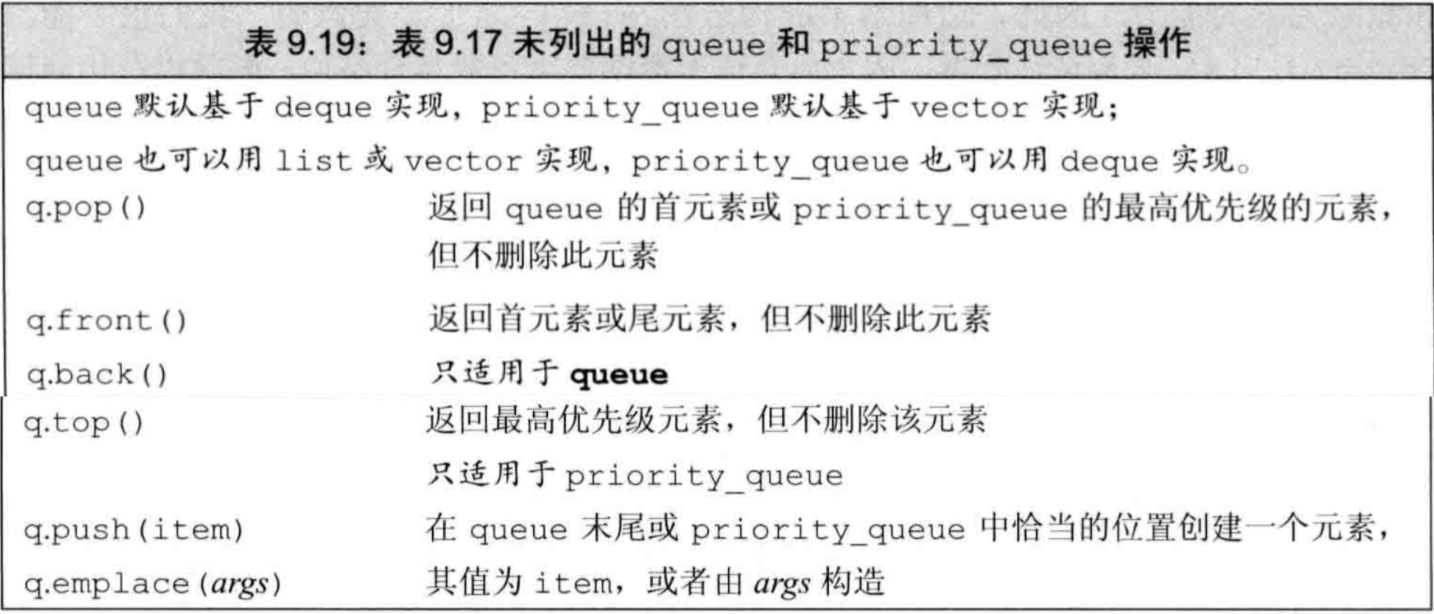 表 9.19：表 9.17 未列出的 queue 和 priority_queue 操作
queue 默认基于 deque 实现，priority_queue 默认基于 vector 实现；
queue 也可以用 list 或 vector 实现，priority_queue 也可以用 deque 实现。
q.pop() 返回 queue 的首元素或 priority_queue 的最高优先级的元素，
但不删除此元素
q.front() 返回首元素或尾元素，但不删除此元素
q.back() 只适用于 queue
q.top() 返回最高优先级元素，但不删除该元素
只适用于 priority_queue
q.push(item) 在 queue 末尾或 priority_queue 中恰当的位置创建一个元素，
q.emplace(args) 其值为 item，或者由 args 构造